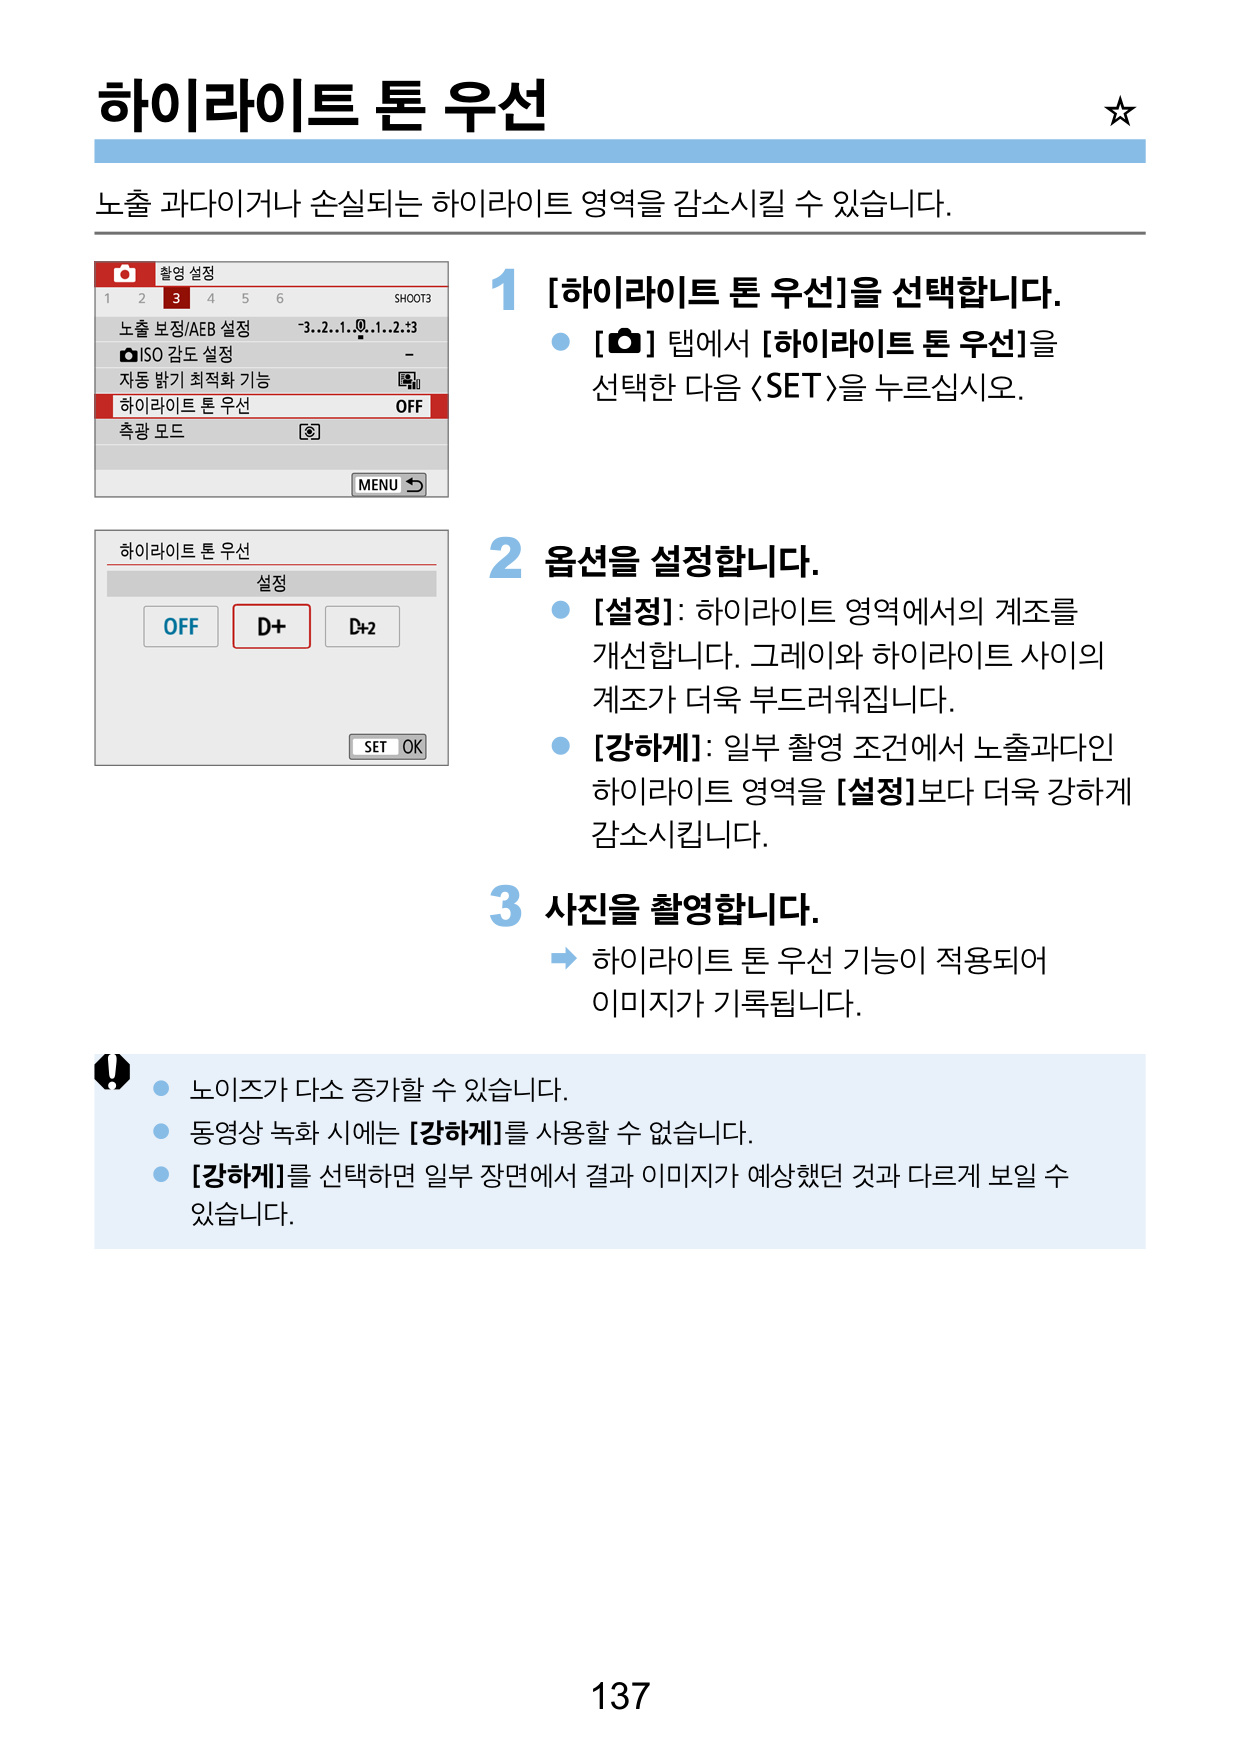 하이라이트 톤 우선 ☆
노출 과다이거나 손실되는 하이라이트 영역을 감소시킬 수 있습니다.
촬영 설정
1 2 3 4 5 6 SHOOT3
노출 보정/AEB 설정 -3..2..1..0..1..2.:+3
ISO 감도 설정 –
자동 밝기 최적화 기능
하이라이트 톤 우선 OFF
측광 모드
MENU
1 [하이라이트 톤 우선]을 선택합니다.
● [ ] 탭에서 [하이라이트 톤 우선]을
선택한 다음 <SET>을 누르십시오.
하이라이트 톤 우선
설정
OFF D+ D+2
SET OK
2 옵션을 설정합니다.
● [설정]: 하이라이트 영역에서의 계조를
개선합니다. 그레이와 하이라이트 사이의
계조가 더욱 부드러워집니다.
● [강하게]: 일부 촬영 조건에서 노출과다인
하이라이트 영역을 [설정]보다 더욱 강하게
감소시킵니다.
3 사진을 촬영합니다.
➡ 하이라이트 톤 우선 기능이 적용되어
이미지가 기록됩니다.
● 노이즈가 다소 증가할 수 있습니다.
● 동영상 녹화 시에는 [강하게]를 사용할 수 없습니다.
● [강하게]를 선택하면 일부 장면에서 결과 이미지가 예상했던 것과 다르게 보일 수
있습니다.
137